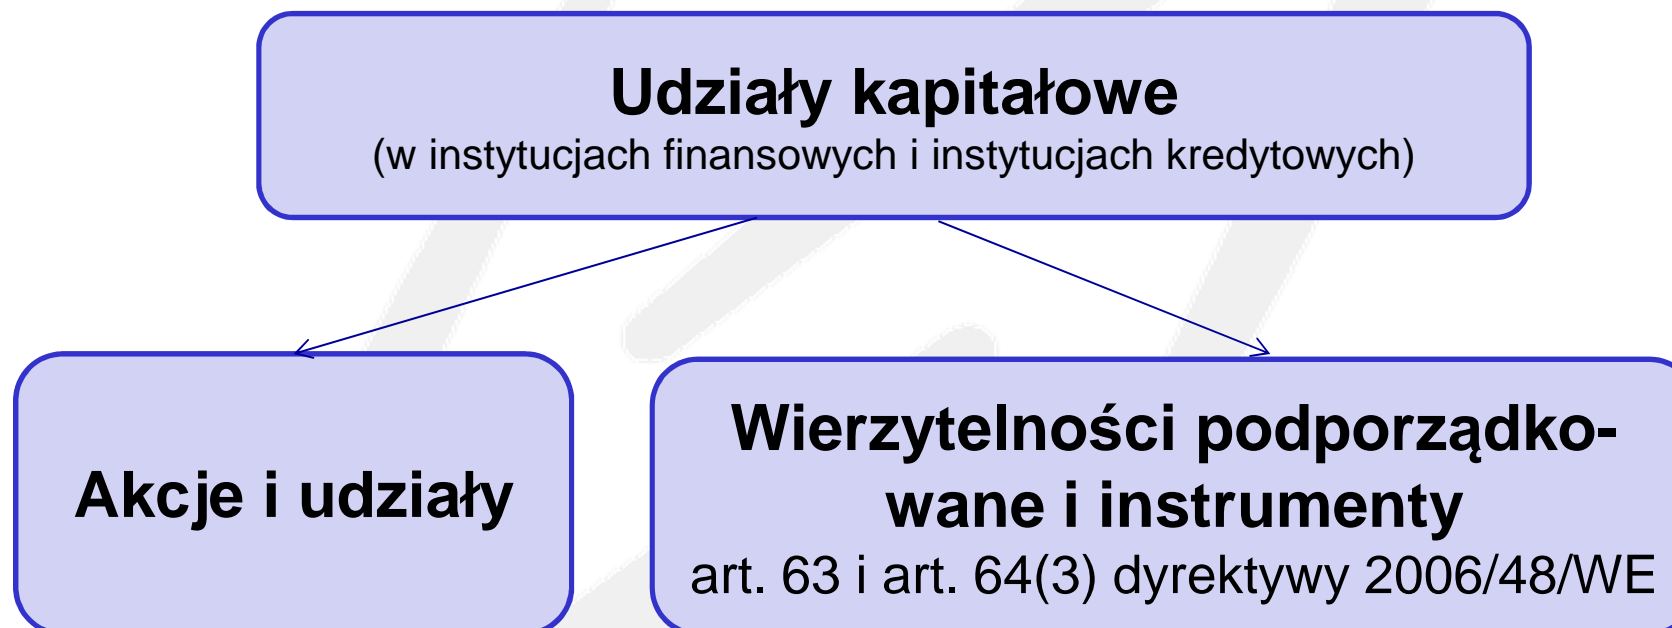 Udziały kapitałowe
(w instytucjach finansowych i instytucjach kredytowych)
Akcje i udziały
Wierzytelności podporządko-
wane i instrumenty
art. 63 i art. 64(3) dyrektywy 2006/48/WE